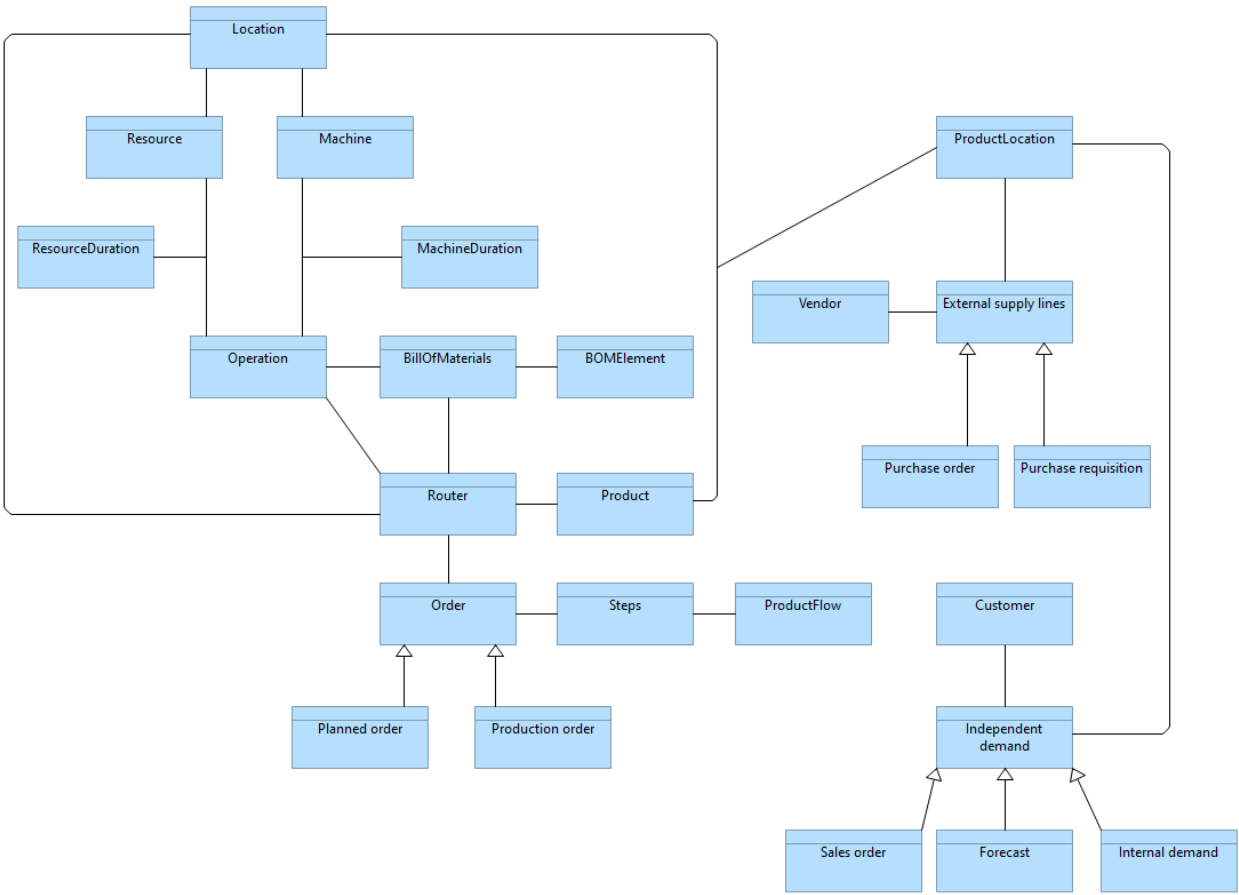 Location
Resource
Machine
ProductLocation
ResourceDuration
MachineDuration
Vendor
External supply lines
Operation
BillOfMaterials
BOMElement
Purchase order
Purchase requisition
Router
Product
Order
Steps
ProductFlow
Customer
Planned order
Production order
Independent
demand
Sales order
Forecast
Internal demand